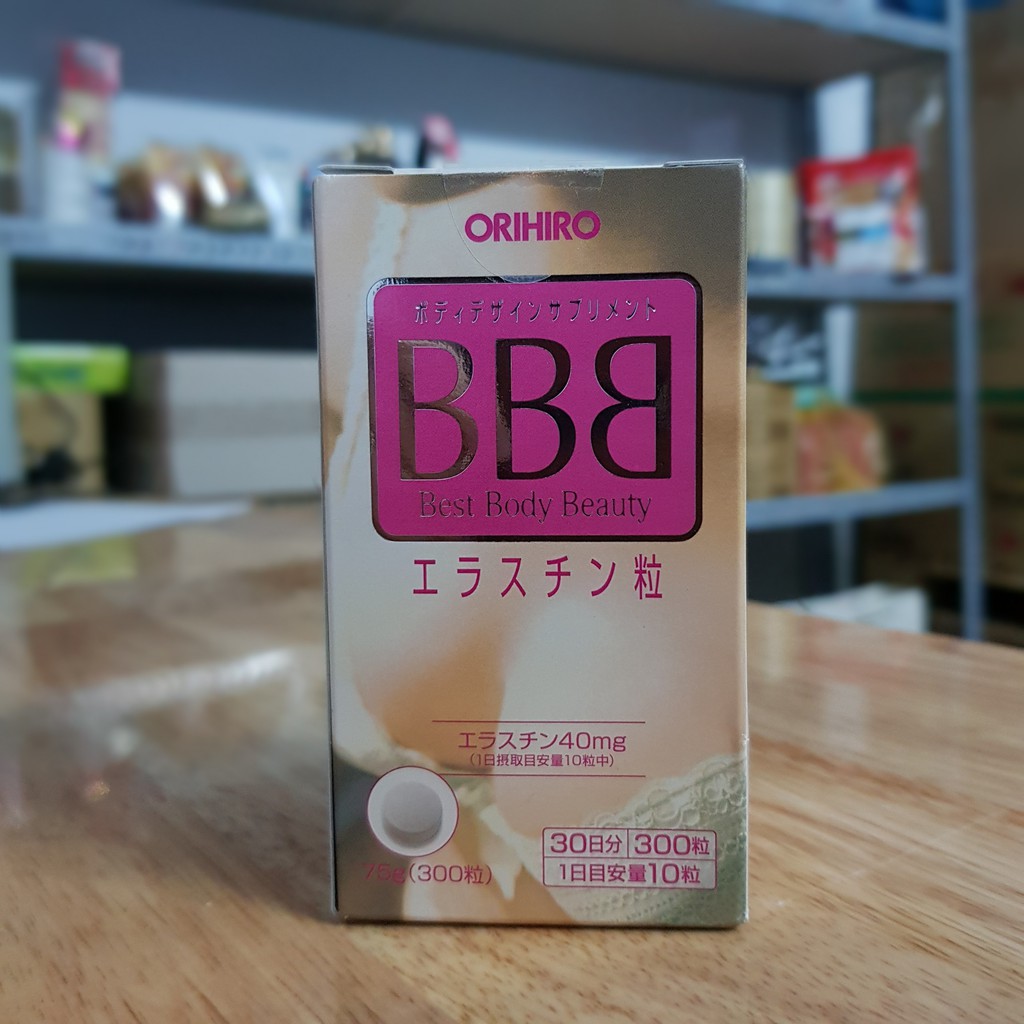 ORIHIRO
ボディデザインサプリメント
BBB
Best Body Beauty
エラスチン粒
エラスチン40mg
(1日摂取目安量10粒中)
75g(300粒)
30日分 300粒
1日目安量10粒